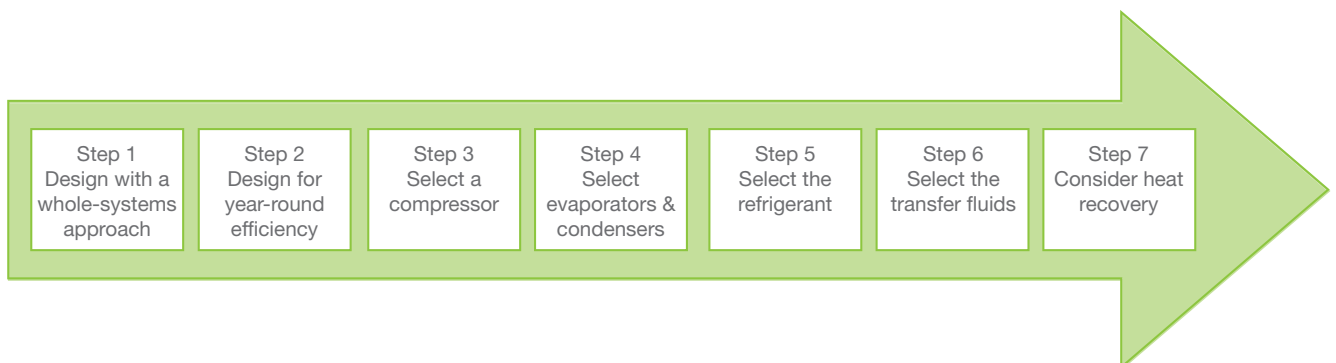 Step 1
Design with a
whole-systems
approach
Step 2
Design for
year-round
efficiency
Step 3
Select a
compressor
Step 4
Select
evaporators &
condensers
Step 5
Select the
refrigerant
Step 6
Select the
transfer fluids
Step 7
Consider heat
recovery